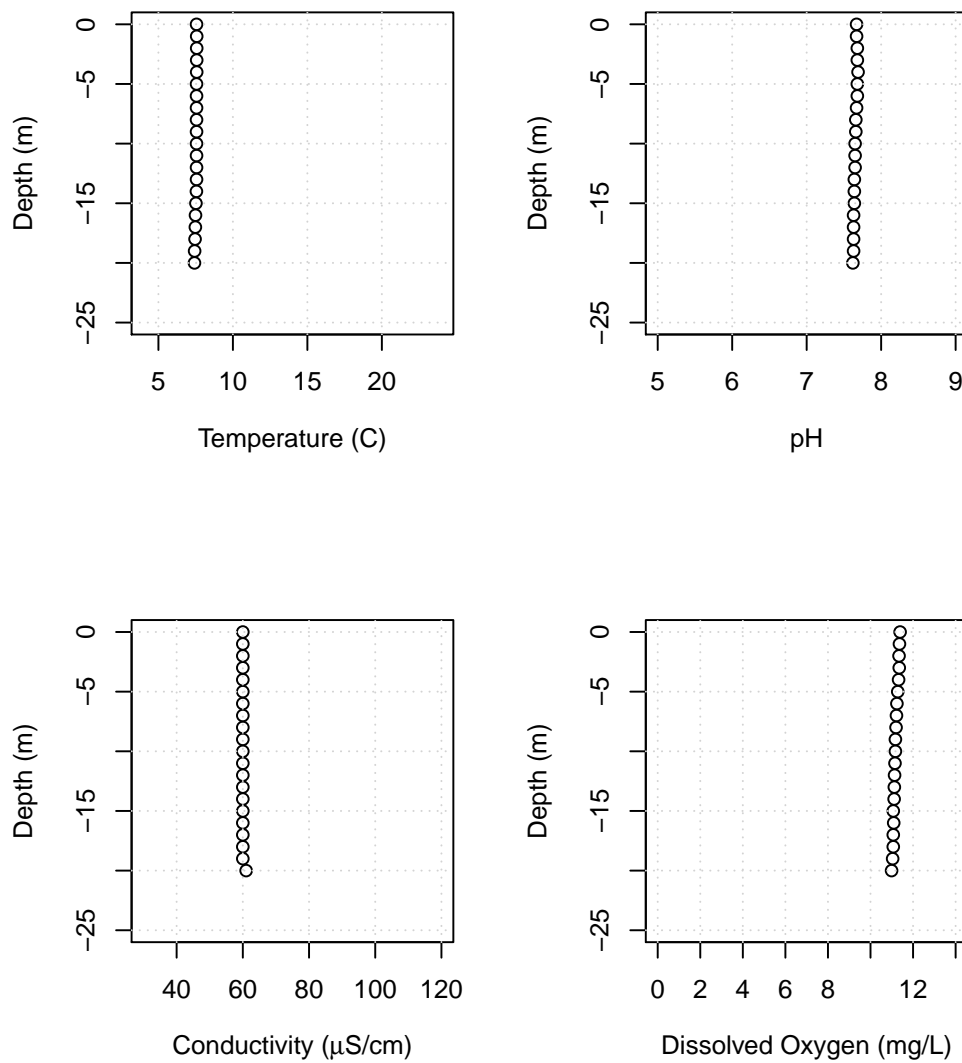 0
−5
−15
−25
Depth (m)
5 10 15 20
Temperature (C)
0
−5
−15
−25
Depth (m)
5 6 7 8 9
pH
0
−5
−15
−25
Depth (m)
40 60 80 100 120
Conductivity (μS/cm)
0
−5
−15
−25
Depth (m)
0 2 4 6 8 12
Dissolved Oxygen (mg/L)